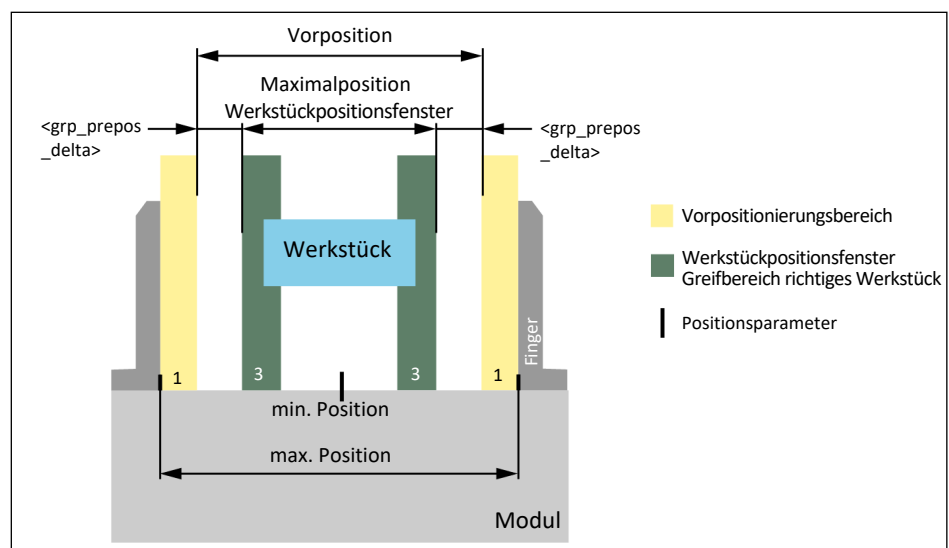 Vorposition
Maximalposition
Werkstückpositionsfenster
<grp_prepos
_delta>
<grp_prepos
_delta>
Werkstück
Vorpositionierungsbereich
Werkstückpositionsfenster
Greifbereich richtiges Werkstück
Positionsparameter
Finger
1
3
3
1
min. Position
max. Position
Modul